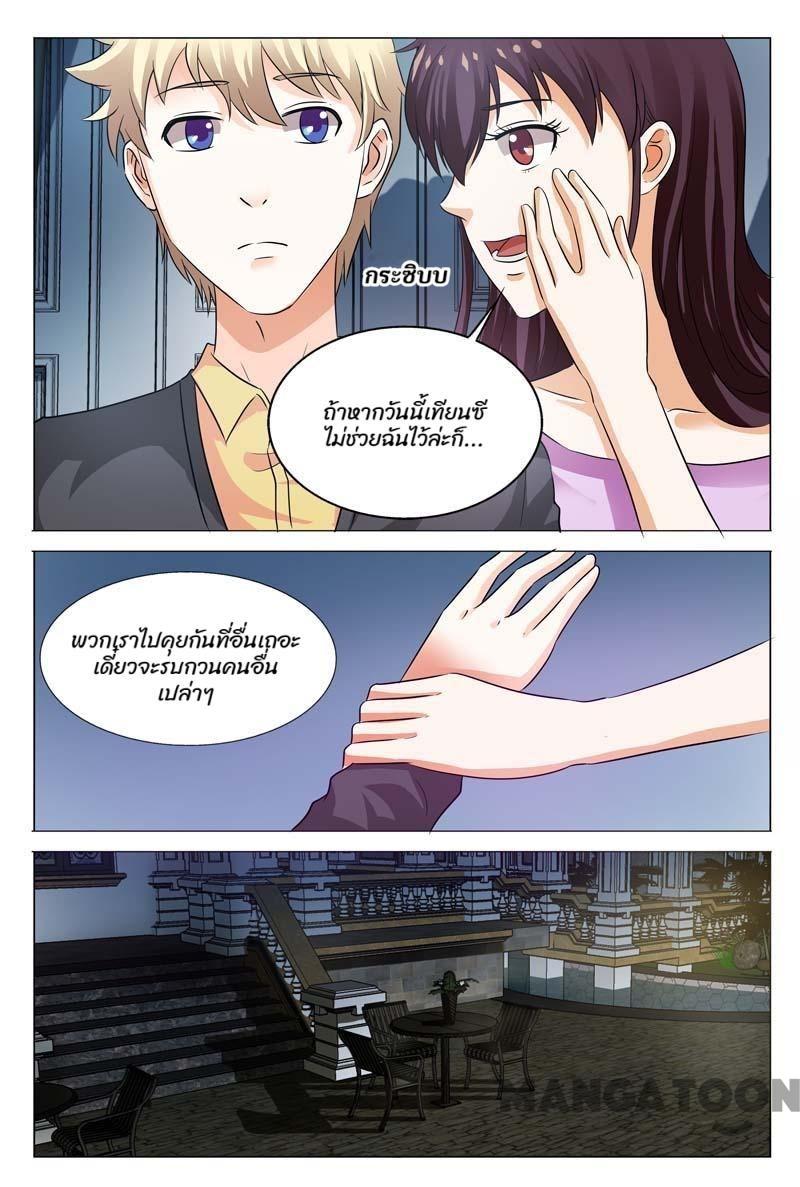 กระซิบบ
ถ้าหากวันนี้เทียนซี
ไม่ช่วยฉันไว้ล่ะก็...
พวกเราไปคุยกันที่อื่นเถอะ
เดี๋ยวจะรบกวนคนอื่น
เปล่าๆ
MANGATOON